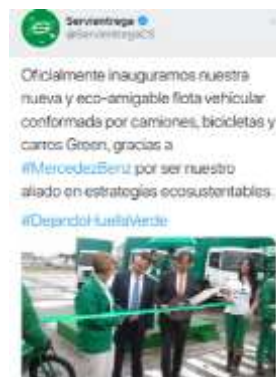 Servientrega
@ServientregaCS
Oficialmente inauguramos nuestra
nueva y eco-amigable flota vehicular
conformada por camiones, bicicletas y
carros Green, gracias a
#MercedezBenz por ser nuestro
aliado en estrategias ecosustentables.
#DejandoHuellaVerde